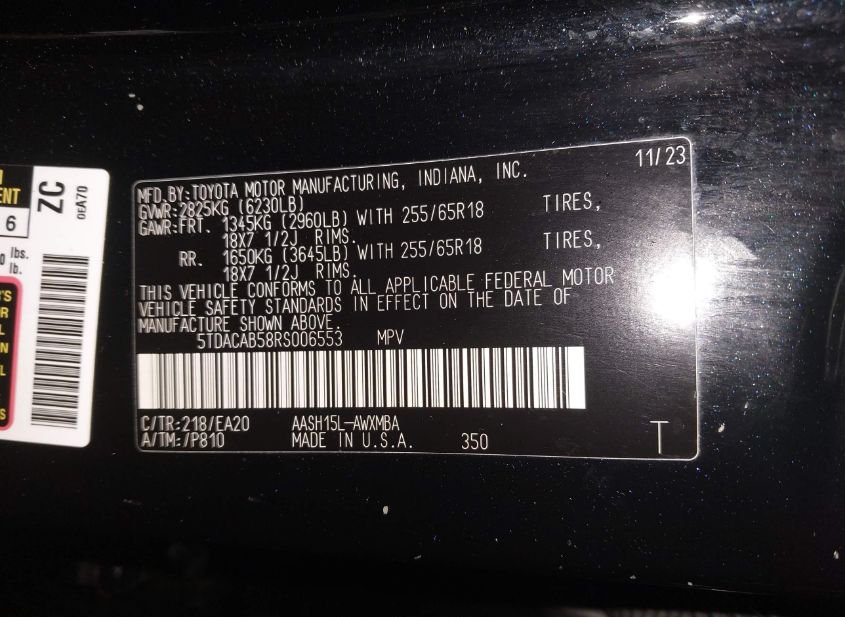 ENT
6
ZC
0EA70
lbs.
lb.
11/23
MFD.BY:TOYOTA MOTOR MANUFACTURING, INDIANA, INC.
GVWR:2825KG (6230LB)
GAWR:FRT. 1345KG (2960LB) WITH 255/65R18 TIRES,
18X7 1/2J RIMS.
RR. 1650KG (3645LB) WITH 255/65R18 TIRES,
18X7 1/2J RIMS.
THIS VEHICLE CONFORMS TO ALL APPLICABLE FEDERAL MOTOR
VEHICLE SAFETY STANDARDS IN EFFECT ON THE DATE OF
MANUFACTURE SHOWN ABOVE.
5TDACAB58RS006553 MPV
C/TR:218/EA20 AASH15L-AWXMBA
A/TM:/P810 MADE IN U.S.A. 350
T